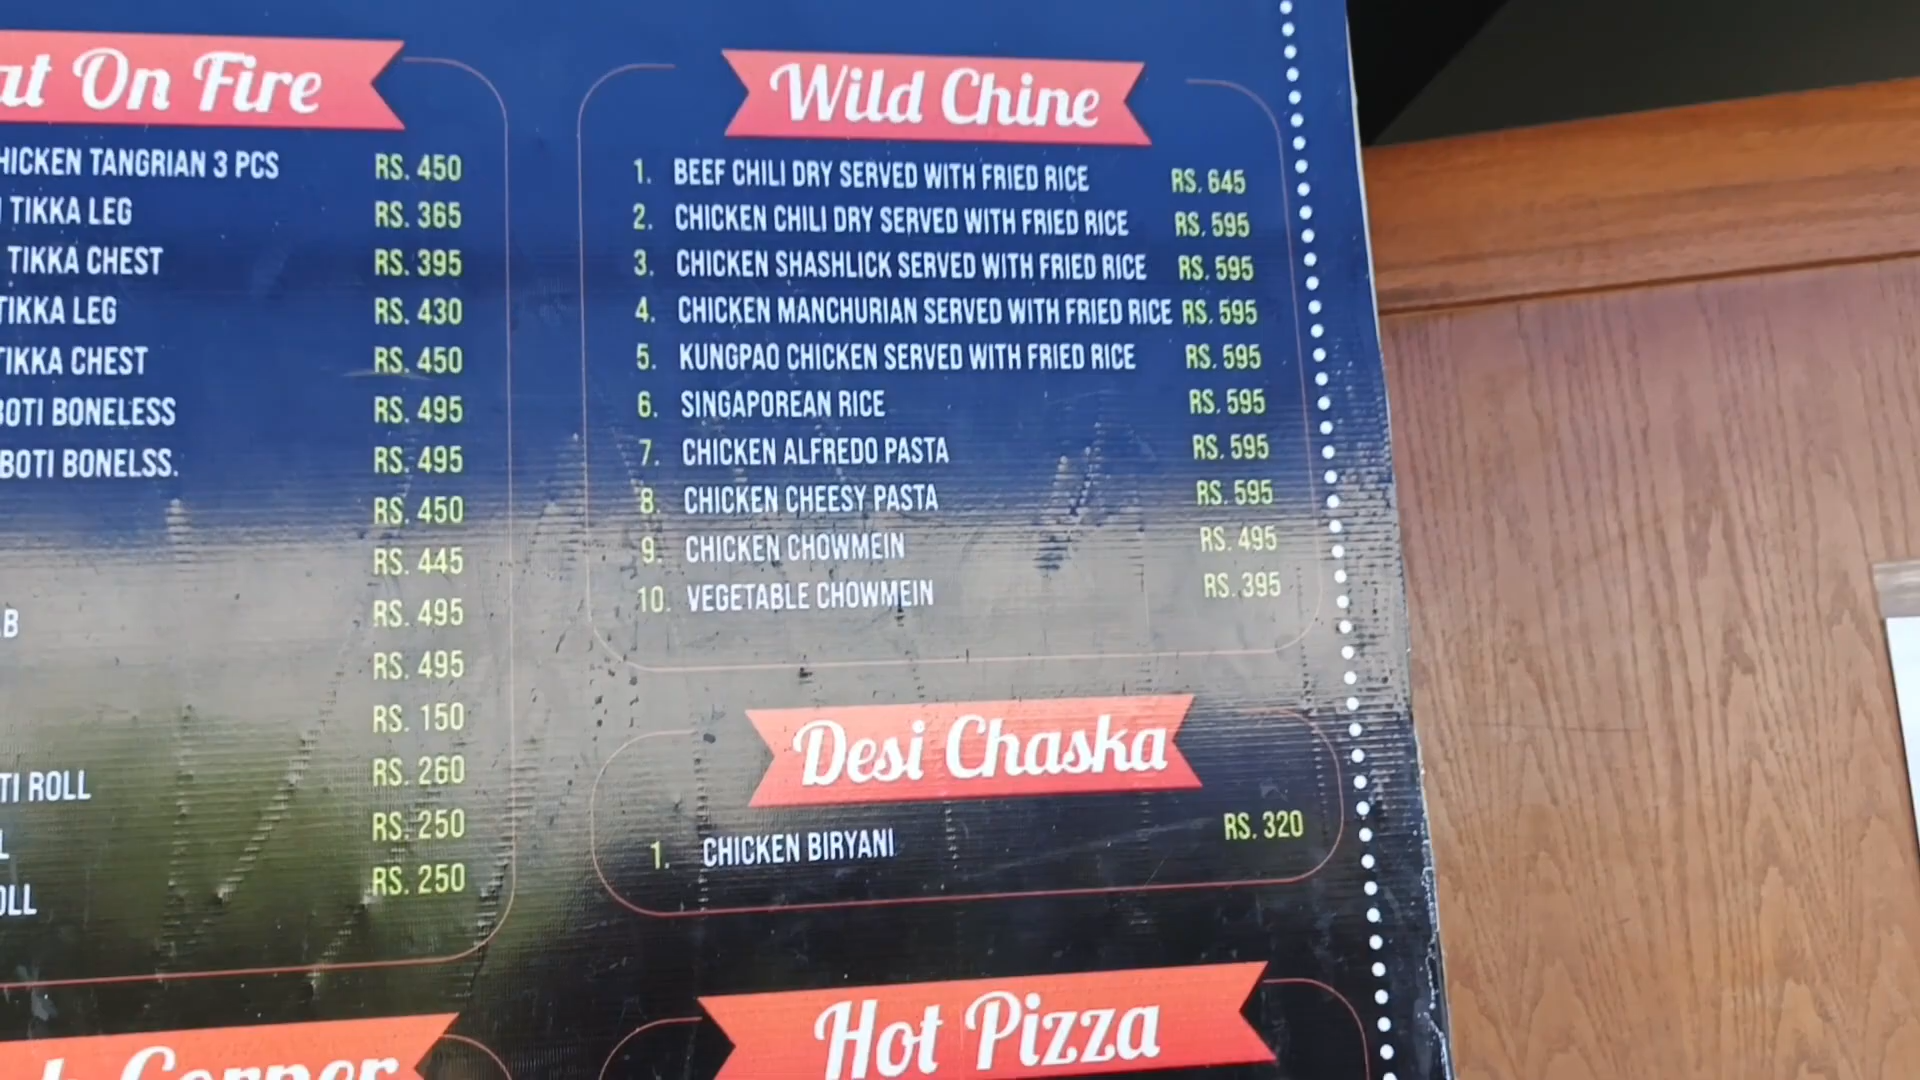 at On Fire
HICKEN TANGRIAN 3 PCS RS. 450
TIKKA LEG RS. 365
TIKKA CHEST RS. 395
TIKKA LEG RS. 430
TIKKA CHEST RS. 450
BOTI BONELESS RS. 495
BOTI BONELSS. RS. 495
RS. 450
RS. 445
AB RS. 495
RS. 495
RS. 150
TI ROLL RS. 260
L RS. 250
OLL RS. 250
Corner
Wild Chine
1. BEEF CHILI DRY SERVED WITH FRIED RICE RS. 645
2. CHICKEN CHILI DRY SERVED WITH FRIED RICE RS. 595
3. CHICKEN SHASHLICK SERVED WITH FRIED RICE RS. 595
4. CHICKEN MANCHURIAN SERVED WITH FRIED RICE RS. 595
5. KUNGPAO CHICKEN SERVED WITH FRIED RICE RS. 595
6. SINGAPOREAN RICE RS. 595
7. CHICKEN ALFREDO PASTA RS. 595
8. CHICKEN CHEESY PASTA RS. 595
9. CHICKEN CHOWMEIN RS. 495
10. VEGETABLE CHOWMEIN RS. 395
Desi Chaska
1. CHICKEN BIRYANI RS. 320
Hot Pizza